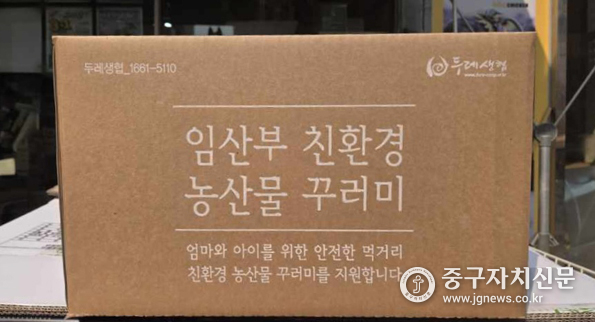 두레생협_1661-5110
두레생협
임산부 친환경
농산물 꾸러미
엄마와 아이를 위한 안전한 먹거리
친환경 농산물 꾸러미를 지원합니다
중구자치신문
www.jgnews.co.kr